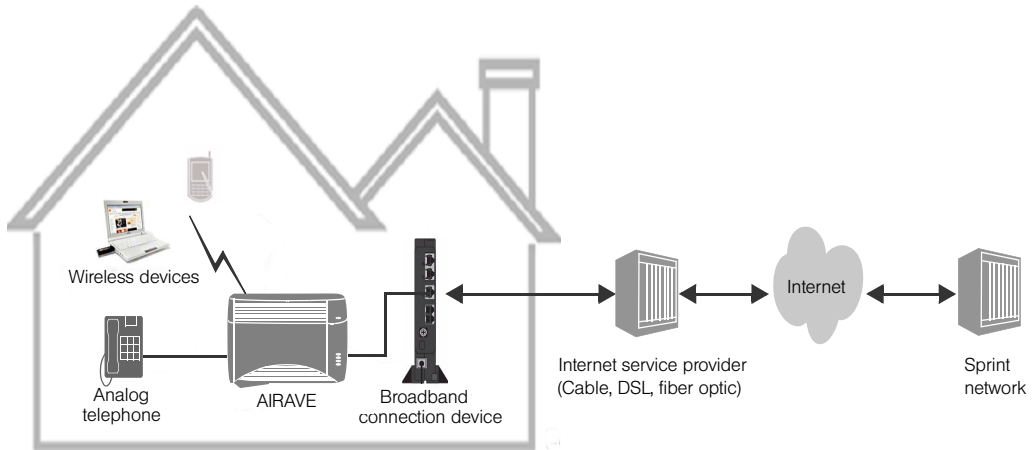 Wireless devices
Analog
telephone
AIRAVE
Broadband
connection device
Internet service provider
(Cable, DSL, fiber optic)
Internet
Sprint
network